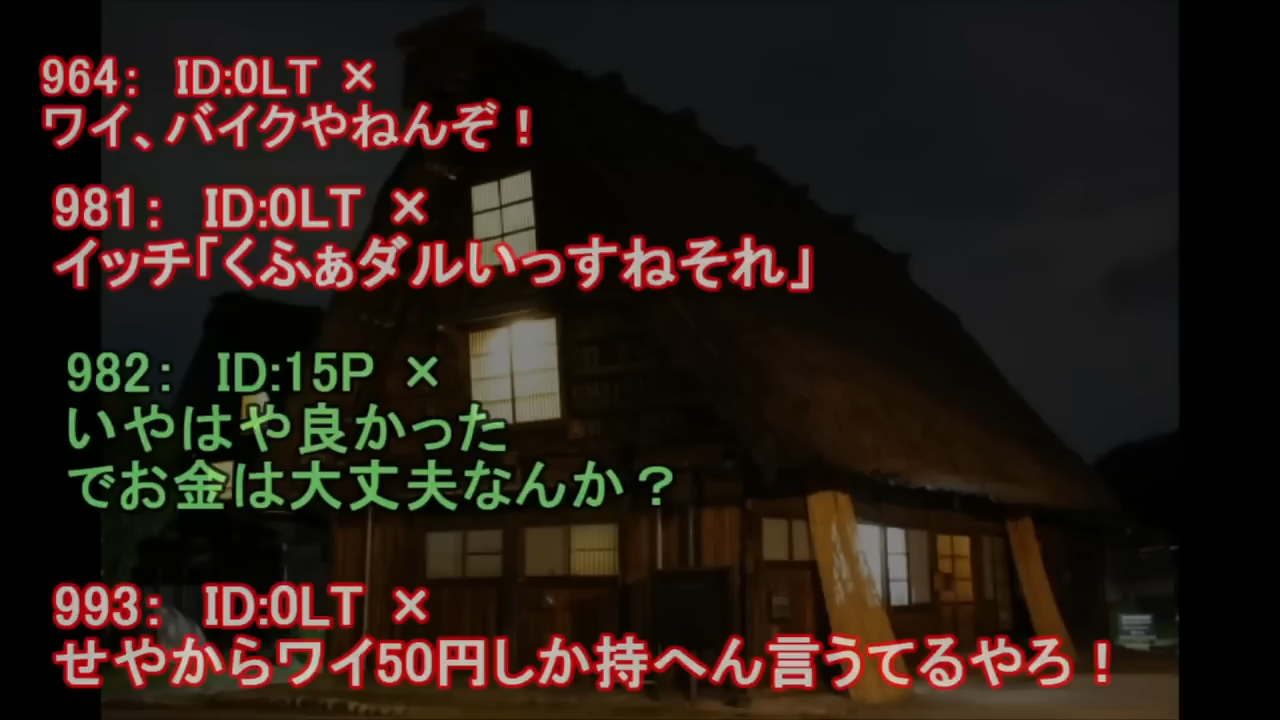 964： ID:0LT ×
ワイ、バイクやねんぞ！
981： ID:0LT ×
イッチ「くふぁダルいっすねそれ」
982： ID:15P ×
いやはや良かった
でお金は大丈夫なんか？
993： ID:0LT ×
せやからワイ50円しか持へん言うてるやろ！